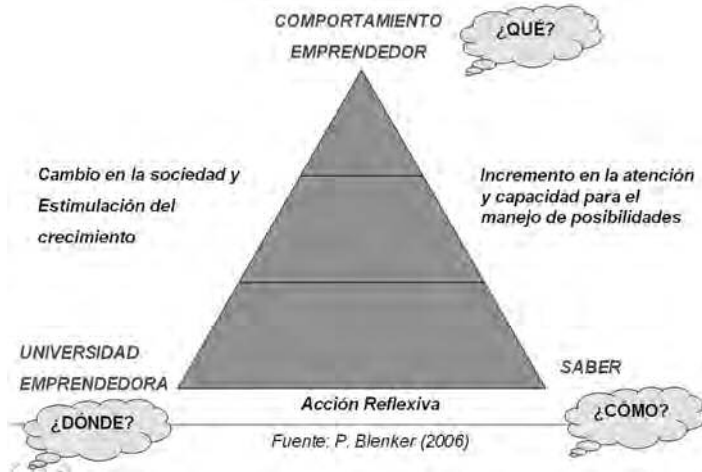 COMPORTAMIENTO
EMPRENDEDOR
¿QUÉ?
Cambio en la sociedad y
Estimulación del
crecimiento
Incremento en la atención
y capacidad para el
manejo de posibilidades
UNIVERSIDAD
EMPRENDEDORA
SABER
Acción Reflexiva
¿DÓNDE?
¿CÓMO?
Fuente: P. Blenker (2006)